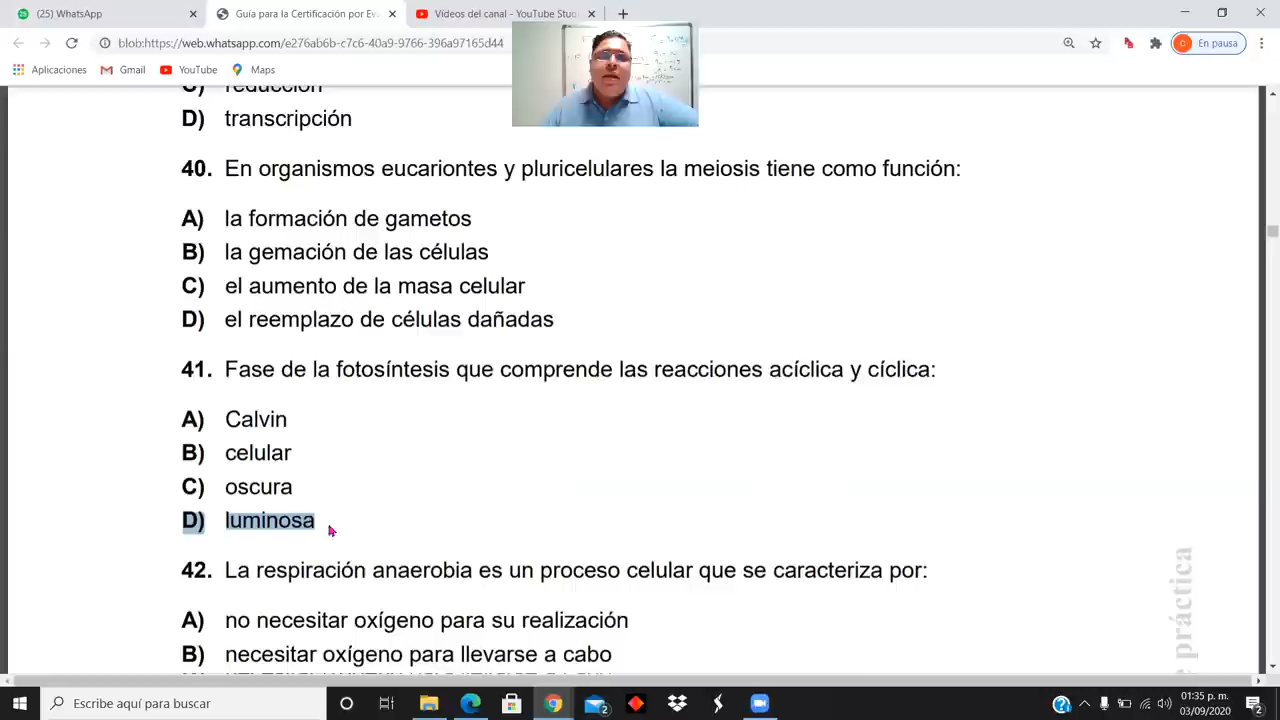 (25) WhatsApp
Guía para la Certificación por Ev
Vídeos del canal - YouTube Stu
blob:https://web.whatsapp.com/e276ab6b-7c6-40a9-9766-396a97165d44
En pausa
Aplicaciones
Gmail
YouTube
Maps
C) reducción
D) transcripción
40. En organismos eucariontes y pluricelulares la meiosis tiene como función:
A) la formación de gametos
B) la gemación de las células
C) el aumento de la masa celular
D) el reemplazo de células dañadas
41. Fase de la fotosíntesis que comprende las reacciones acíclica y cíclica:
A) Calvin
B) celular
C) oscura
D) luminosa
42. La respiración anaerobia es un proceso celular que se caracteriza por:
A) no necesitar oxígeno para su realización
B) necesitar oxígeno para llevarse a cabo
práctica
Escribe aquí para buscar
01:35 p. m.
03/09/2020